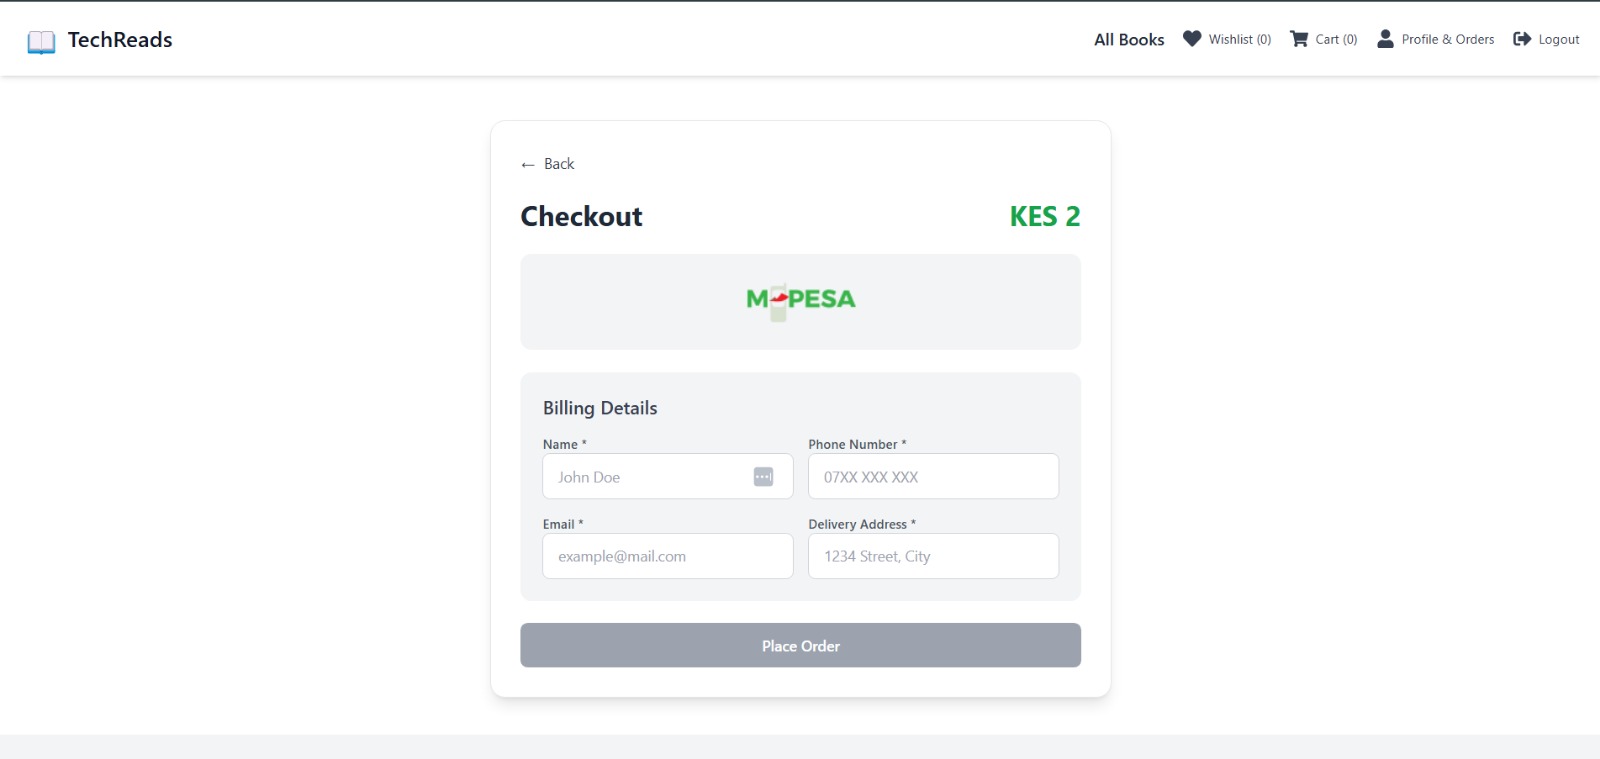 TechReads
All Books Wishlist (0) Cart (0) Profile & Orders Logout
← Back
Checkout KES 2
M PESA
Billing Details
Name * Phone Number *
John Doe 07XX XXX XXX
Email * Delivery Address *
example@mail.com 1234 Street, City
Place Order